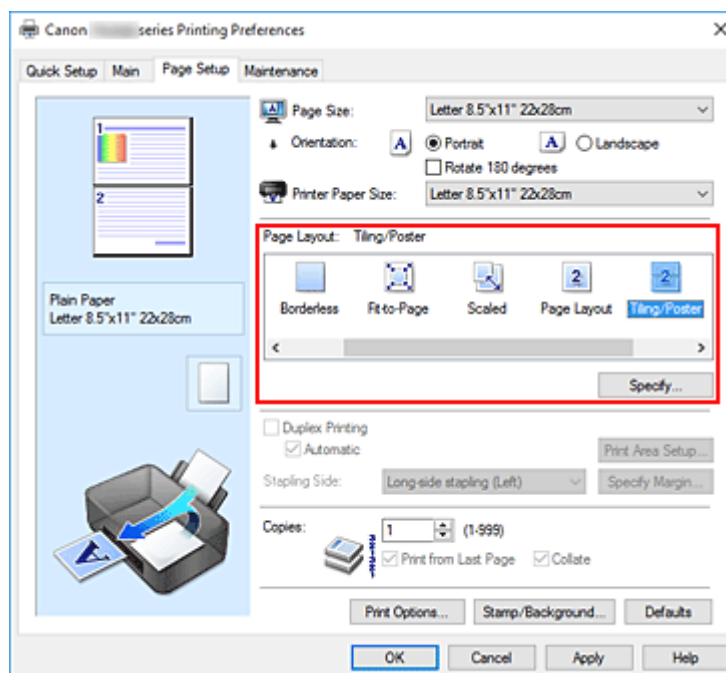 Canon series Printing Preferences
Quick Setup Main Page Setup Maintenance
1
2
Plain Paper
Letter 8.5"x11" 22x28cm
Page Size: Letter 8.5"x11" 22x28cm
Orientation: A Portrait A Landscape
Rotate 180 degrees
Printer Paper Size: Letter 8.5"x11" 22x28cm
Page Layout: Tiling/Poster
2 2
Borderless Fit-to-Page Scaled Page Layout Tiling/Poster
Specify...
Duplex Printing
Automatic Print Area Setup...
Stapling Side: Long-side stapling (Left) Specify Margin...
Copies: 1 (1-999)
Print from Last Page Collate
A
Print Options... Stamp/Background... Defaults
OK Cancel Apply Help